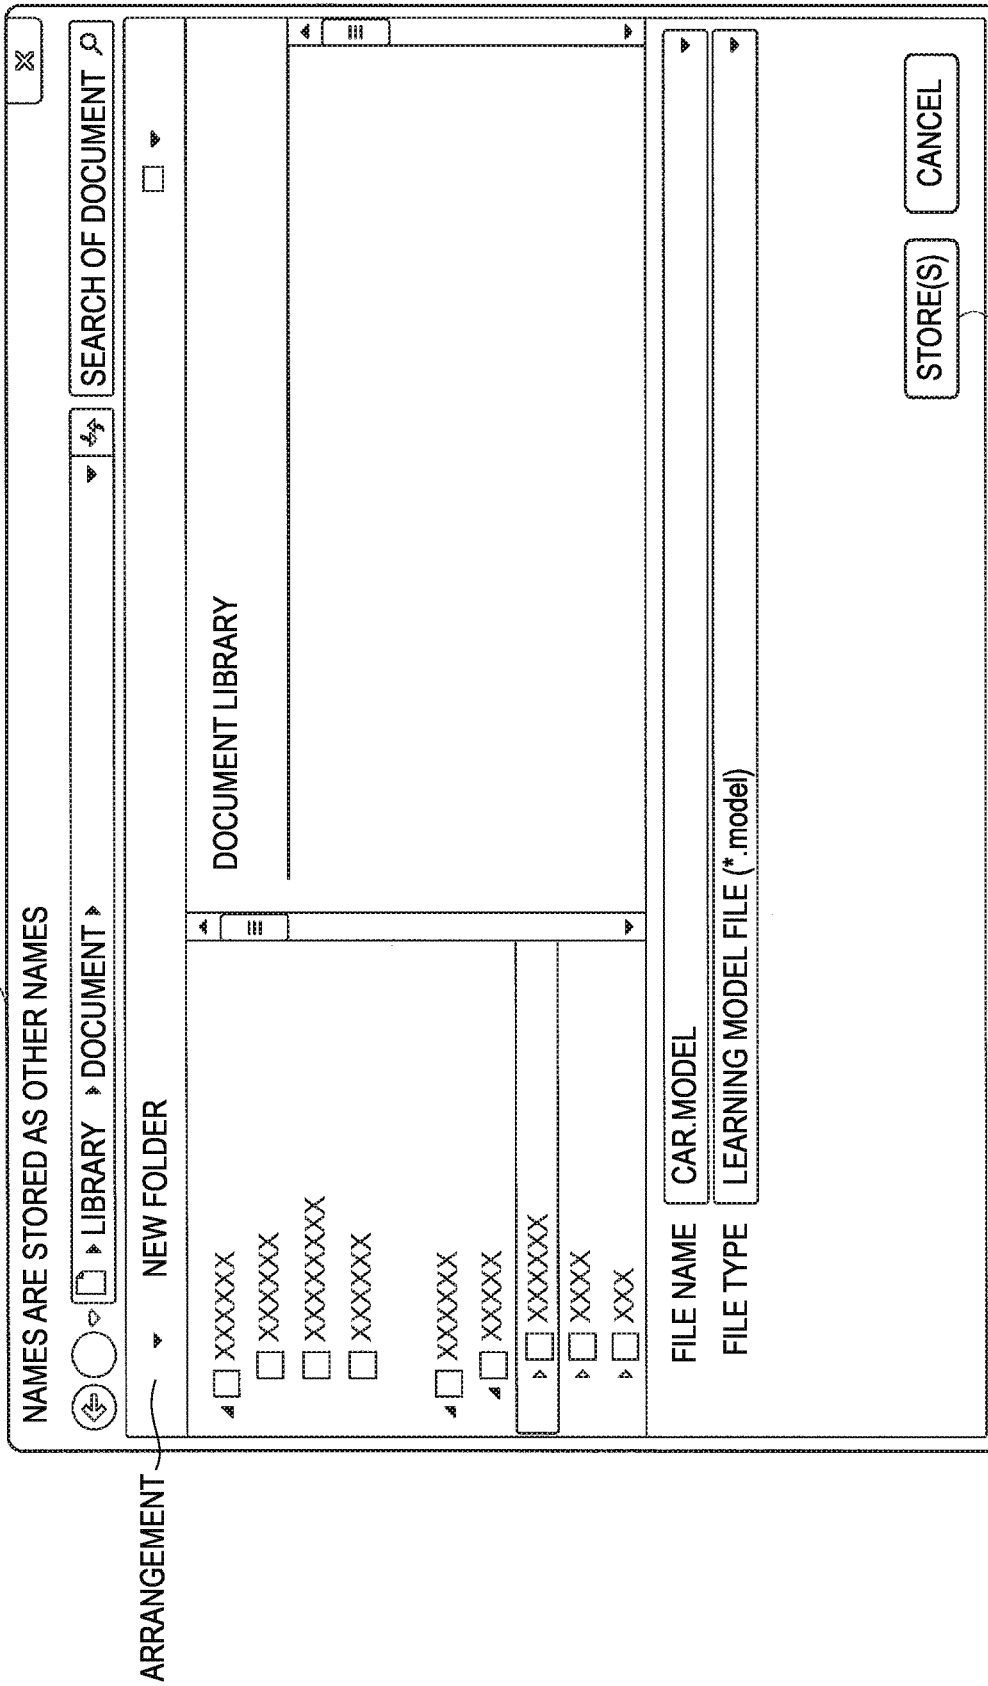 NAMES ARE STORED AS OTHER NAMES
X
LIBRARY DOCUMENT
SEARCH OF DOCUMENT
ARRANGEMENT
NEW FOLDER
DOCUMENT LIBRARY
XXXXXX
XXXXXX
XXXXXXXX
XXXXXX
XXXXXX
XXXXX
XXXXXX
XXXX
XXX
FILE NAME CAR.MODEL
FILE TYPE LEARNING MODEL FILE (*.model)
STORE(S)
CANCEL